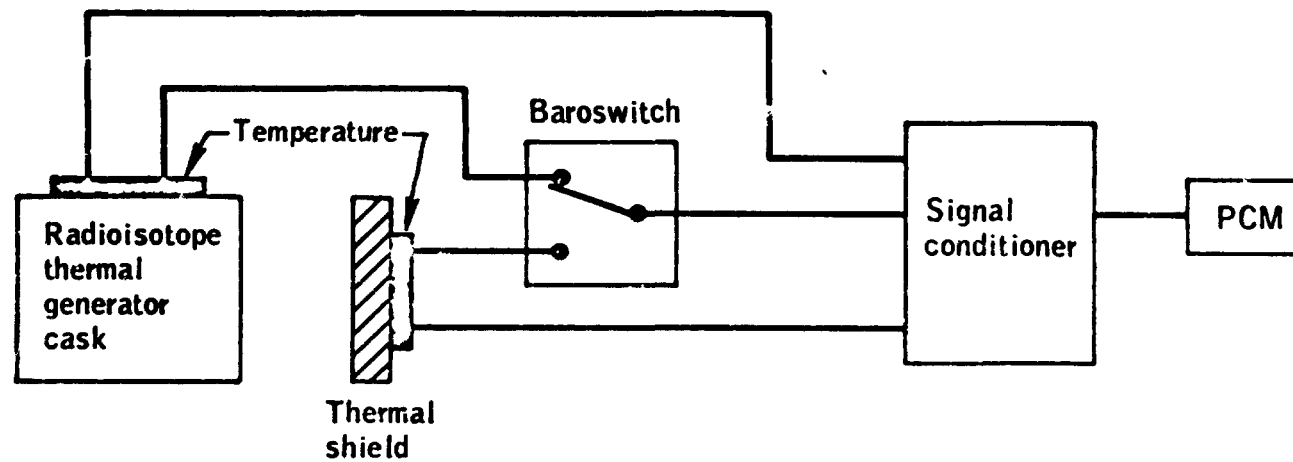 Baroswitch
Temperature
Radioisotope
thermal
generator
cask
Signal
conditioner
PCM
Thermal
shield